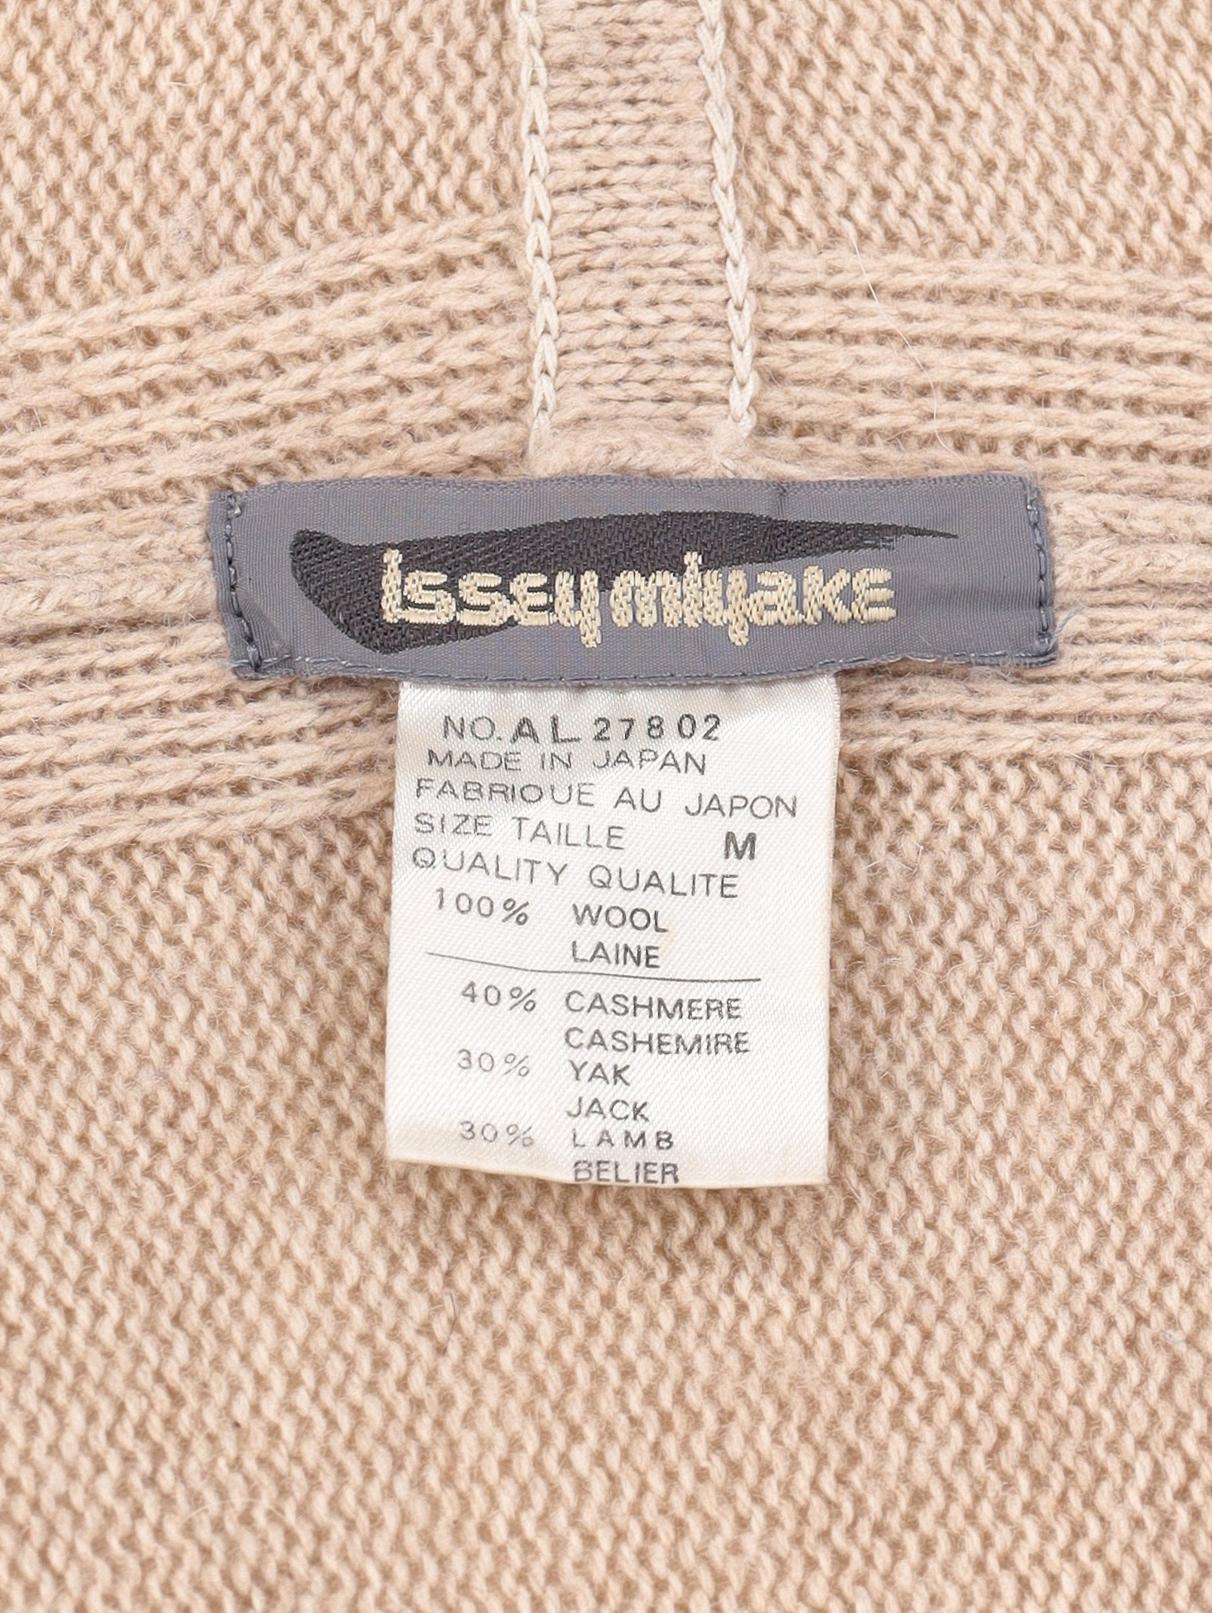 issey miyake
NO. AL 27802
MADE IN JAPAN
FABRIQUE AU JAPON
SIZE TAILLE M
QUALITY QUALITE
100% WOOL
LAINE
40% CASHMERE
CASHEMIRE
30% YAK
JACK
30% LAMB
BELIER